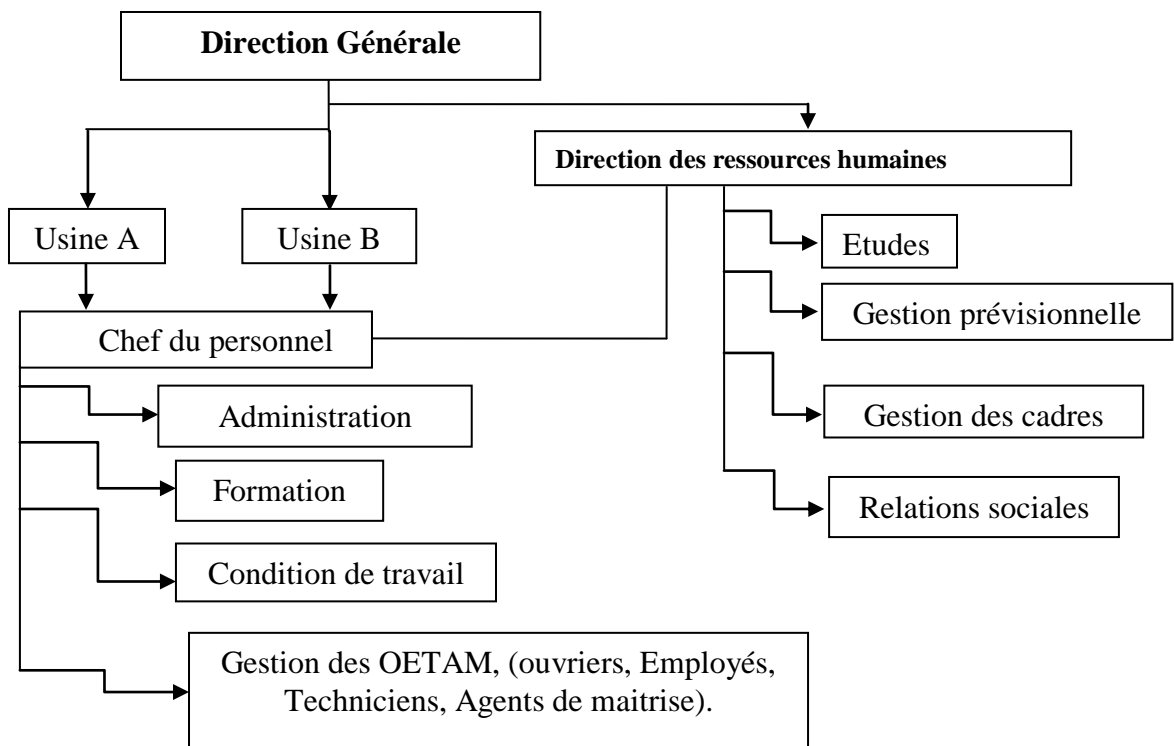 Direction Générale
Direction des ressources humaines
Usine A
Usine B
Etudes
Gestion prévisionnelle
Chef du personnel
Administration
Gestion des cadres
Formation
Relations sociales
Condition de travail
Gestion des OETAM, (ouvriers, Employés,
Techniciens, Agents de maitrise).